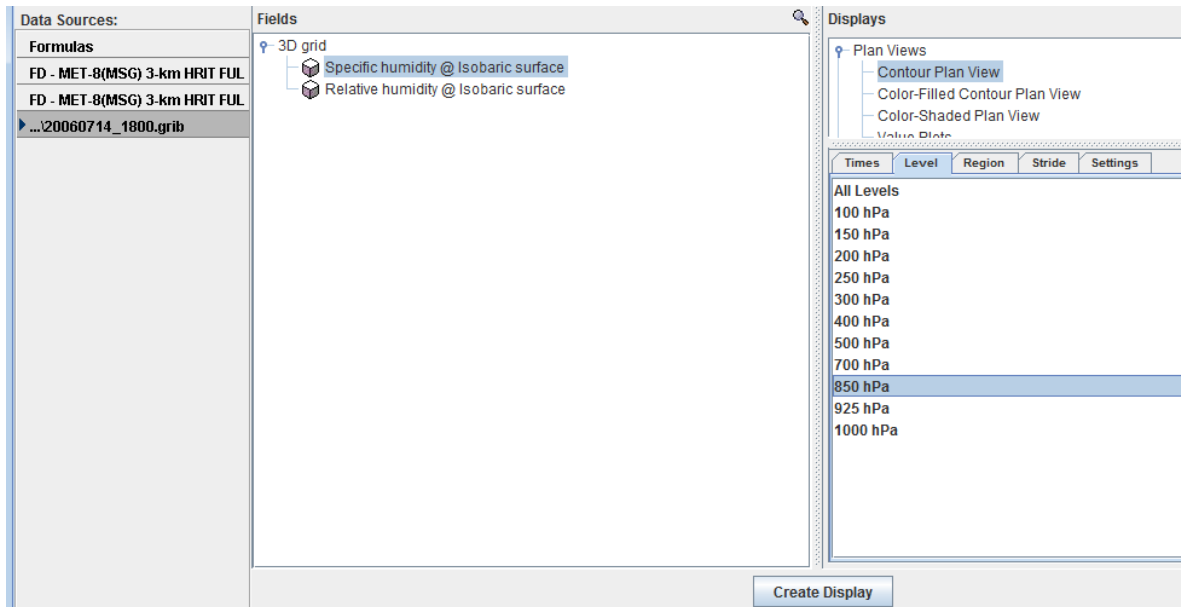 Data Sources:
Formulas
FD - MET-8(MSG) 3-km HRIT FUL
FD - MET-8(MSG) 3-km HRIT FUL
...\20060714_1800.grib
Fields
3D grid
Specific humidity @ Isobaric surface
Relative humidity @ Isobaric surface
Displays
Plan Views
Contour Plan View
Color-Filled Contour Plan View
Color-Shaded Plan View
Value Plots
Times Level Region Stride Settings
All Levels
100 hPa
150 hPa
200 hPa
250 hPa
300 hPa
400 hPa
500 hPa
700 hPa
850 hPa
925 hPa
1000 hPa
Create Display